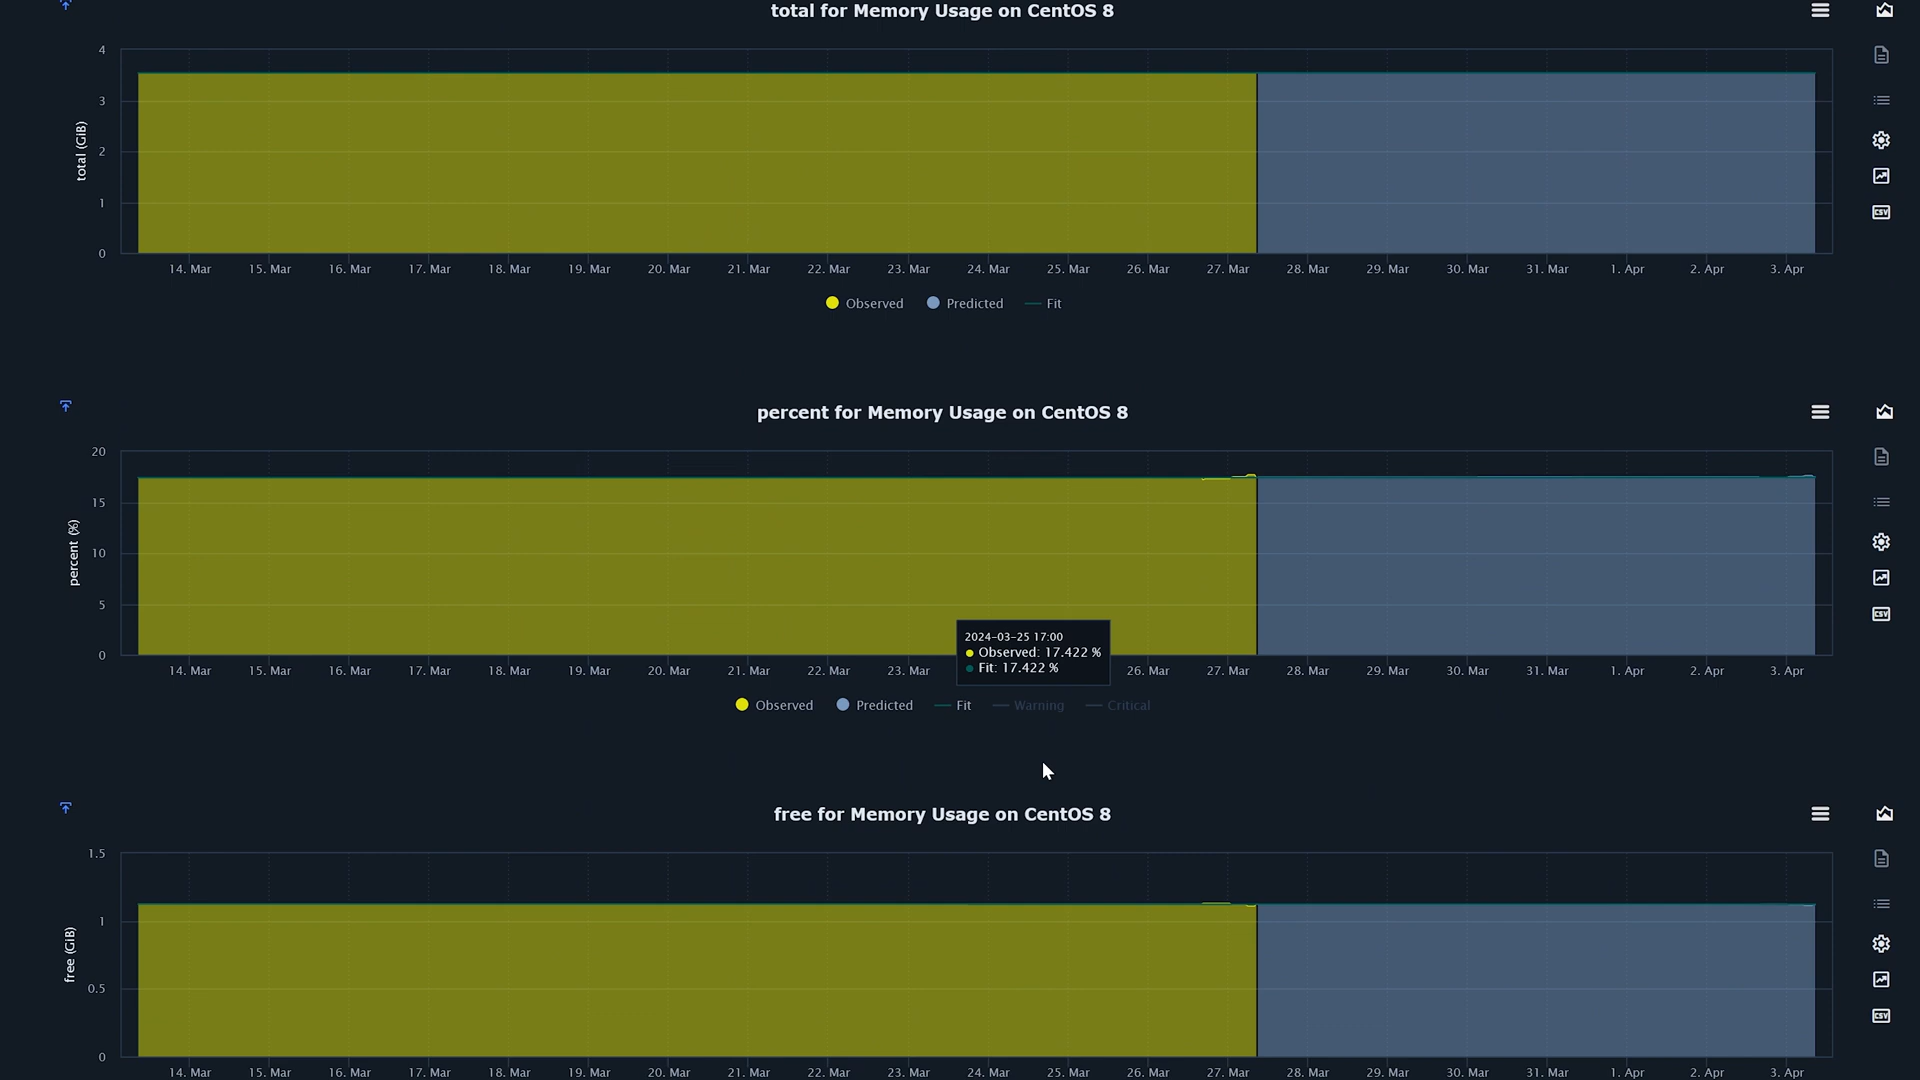 total for Memory Usage on CentOS 8
4
3
2
1
0
total (GiB)
14. Mar 15. Mar 16. Mar 17. Mar 18. Mar 19. Mar 20. Mar 21. Mar 22. Mar 23. Mar 24. Mar 25. Mar 26. Mar 27. Mar 28. Mar 29. Mar 30. Mar 31. Mar 1. Apr 2. Apr 3. Apr
Observed Predicted Fit
CSV
percent for Memory Usage on CentOS 8
20
15
10
5
0
percent (%)
2024-03-25 17:00
Observed: 17.422 %
Fit: 17.422 %
14. Mar 15. Mar 16. Mar 17. Mar 18. Mar 19. Mar 20. Mar 21. Mar 22. Mar 23. Mar 26. Mar 27. Mar 28. Mar 29. Mar 30. Mar 31. Mar 1. Apr 2. Apr 3. Apr
Observed Predicted Fit Warning Critical
CSV
free for Memory Usage on CentOS 8
1.5
1
0.5
0
free (GiB)
14. Mar 15. Mar 16. Mar 17. Mar 18. Mar 19. Mar 20. Mar 21. Mar 22. Mar 23. Mar 24. Mar 25. Mar 26. Mar 27. Mar 28. Mar 29. Mar 30. Mar 31. Mar 1. Apr 2. Apr 3. Apr
CSV